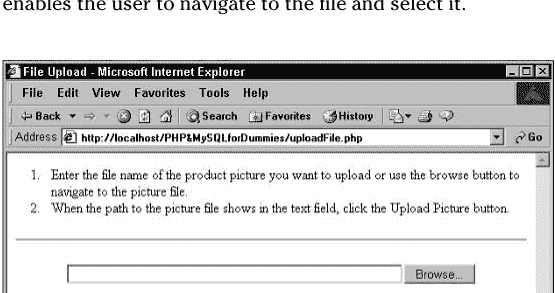 enables the user to navigate to the file and select it.
File Upload - Microsoft Internet Explorer
File Edit View Favorites Tools Help
Back Search Favorites History
Address http://localhost/PHP&MySQLforDummies/uploadFile.php Go
1. Enter the file name of the product picture you want to upload or use the browse button to
navigate to the picture file.
2. When the path to the picture file shows in the text field, click the Upload Picture button.
Browse...